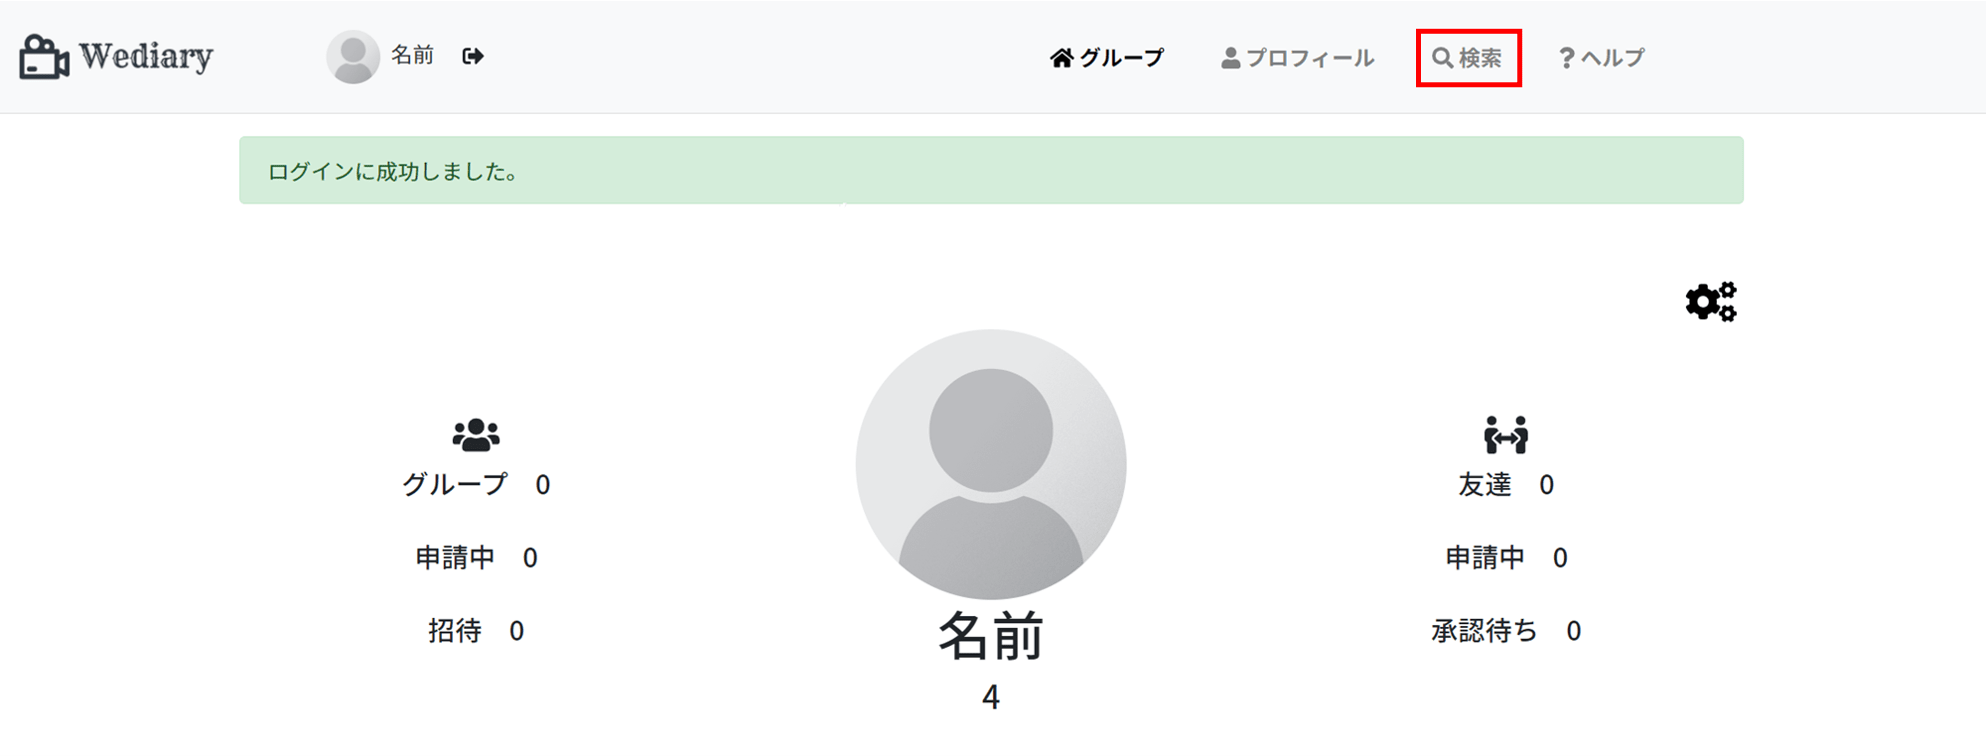 Wediary 名前 グループ プロフィール 検索 ? ヘルプ
ログインに成功しました。
グループ 0
申請中 0
招待 0
名前
4
友達 0
申請中 0
承認待ち 0